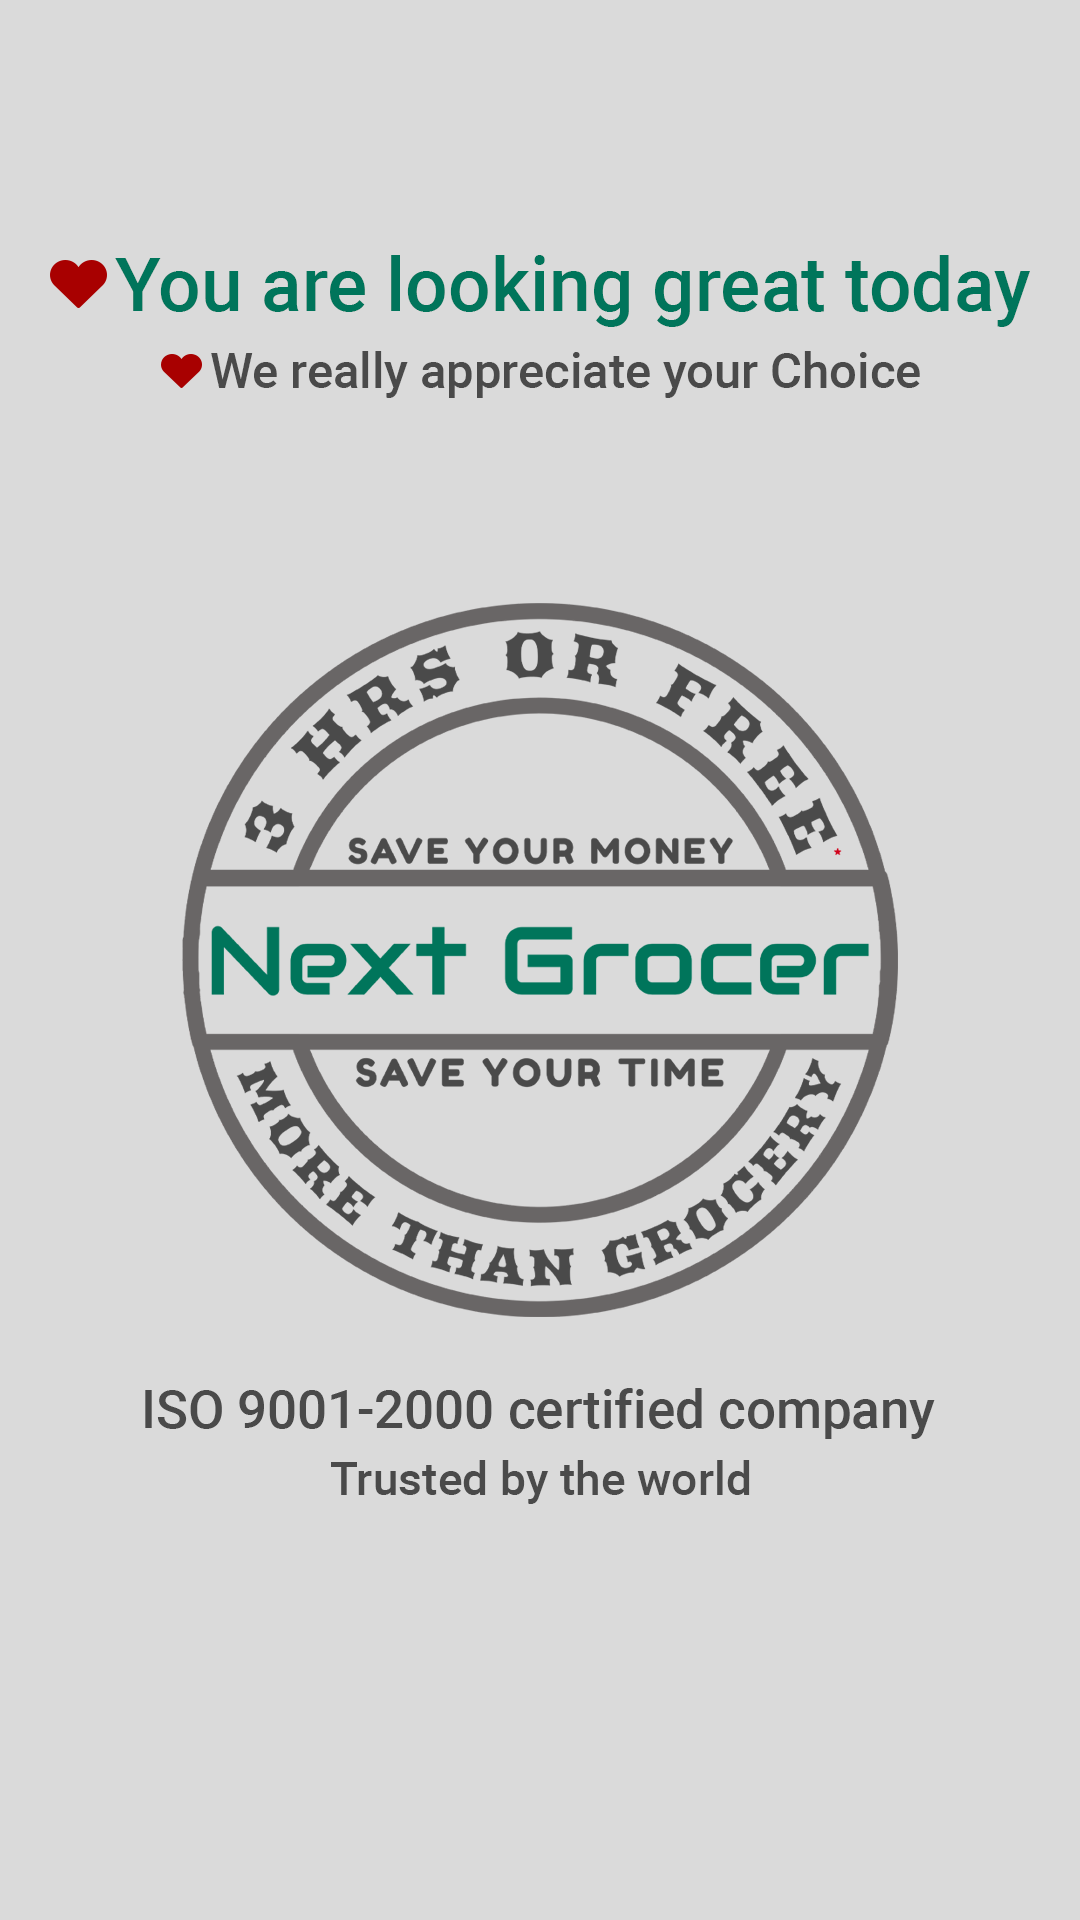 You are looking great today
We really appreciate your Choice
3 HRS OR FREE*
SAVE YOUR MONEY
Next Grocer
SAVE YOUR TIME
MORE THAN GROCERY
ISO 9001-2000 certified company
Trusted by the world